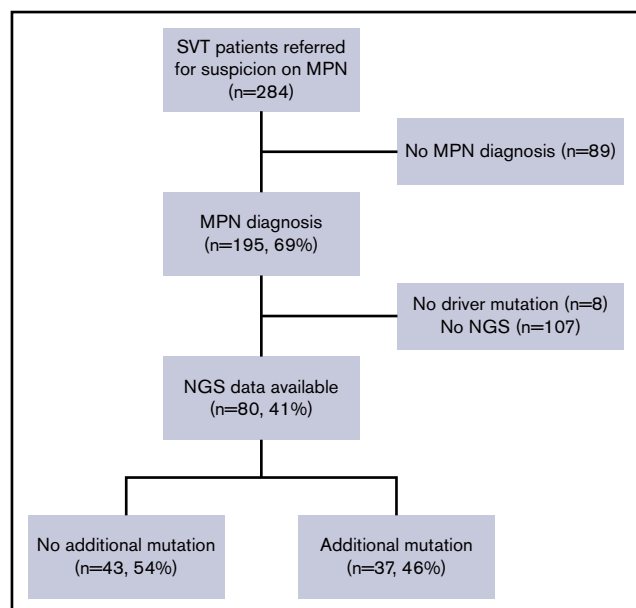 SVT patients referred
for suspicion on MPN
(n=284)
No MPN diagnosis (n=89)
MPN diagnosis
(n=195, 69%)
No driver mutation (n=8)
No NGS (n=107)
NGS data available
(n=80, 41%)
No additional mutation
(n=43, 54%)
Additional mutation
(n=37, 46%)